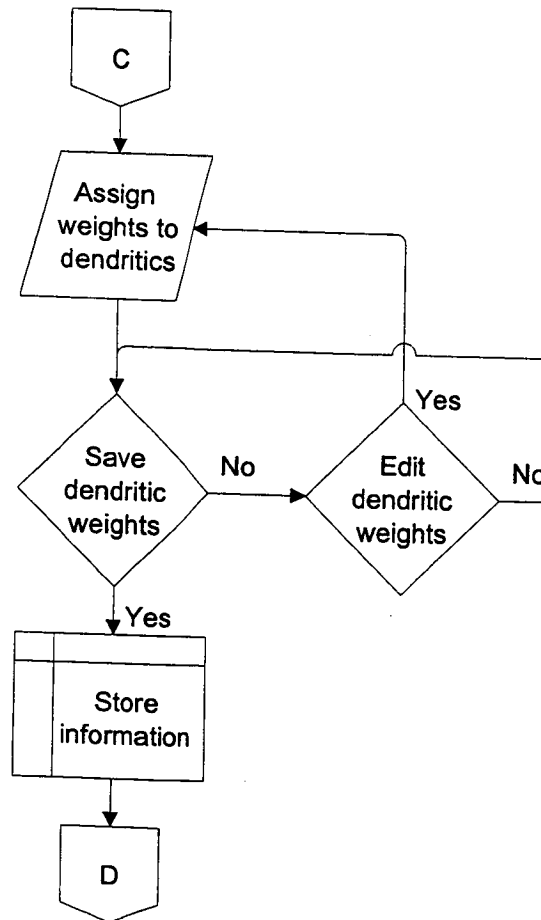 C
Assign
weights to
dendritics
Yes
Save
dendritic
weights
No
Edit
dendritic
weights
No
Yes
Store
information
D